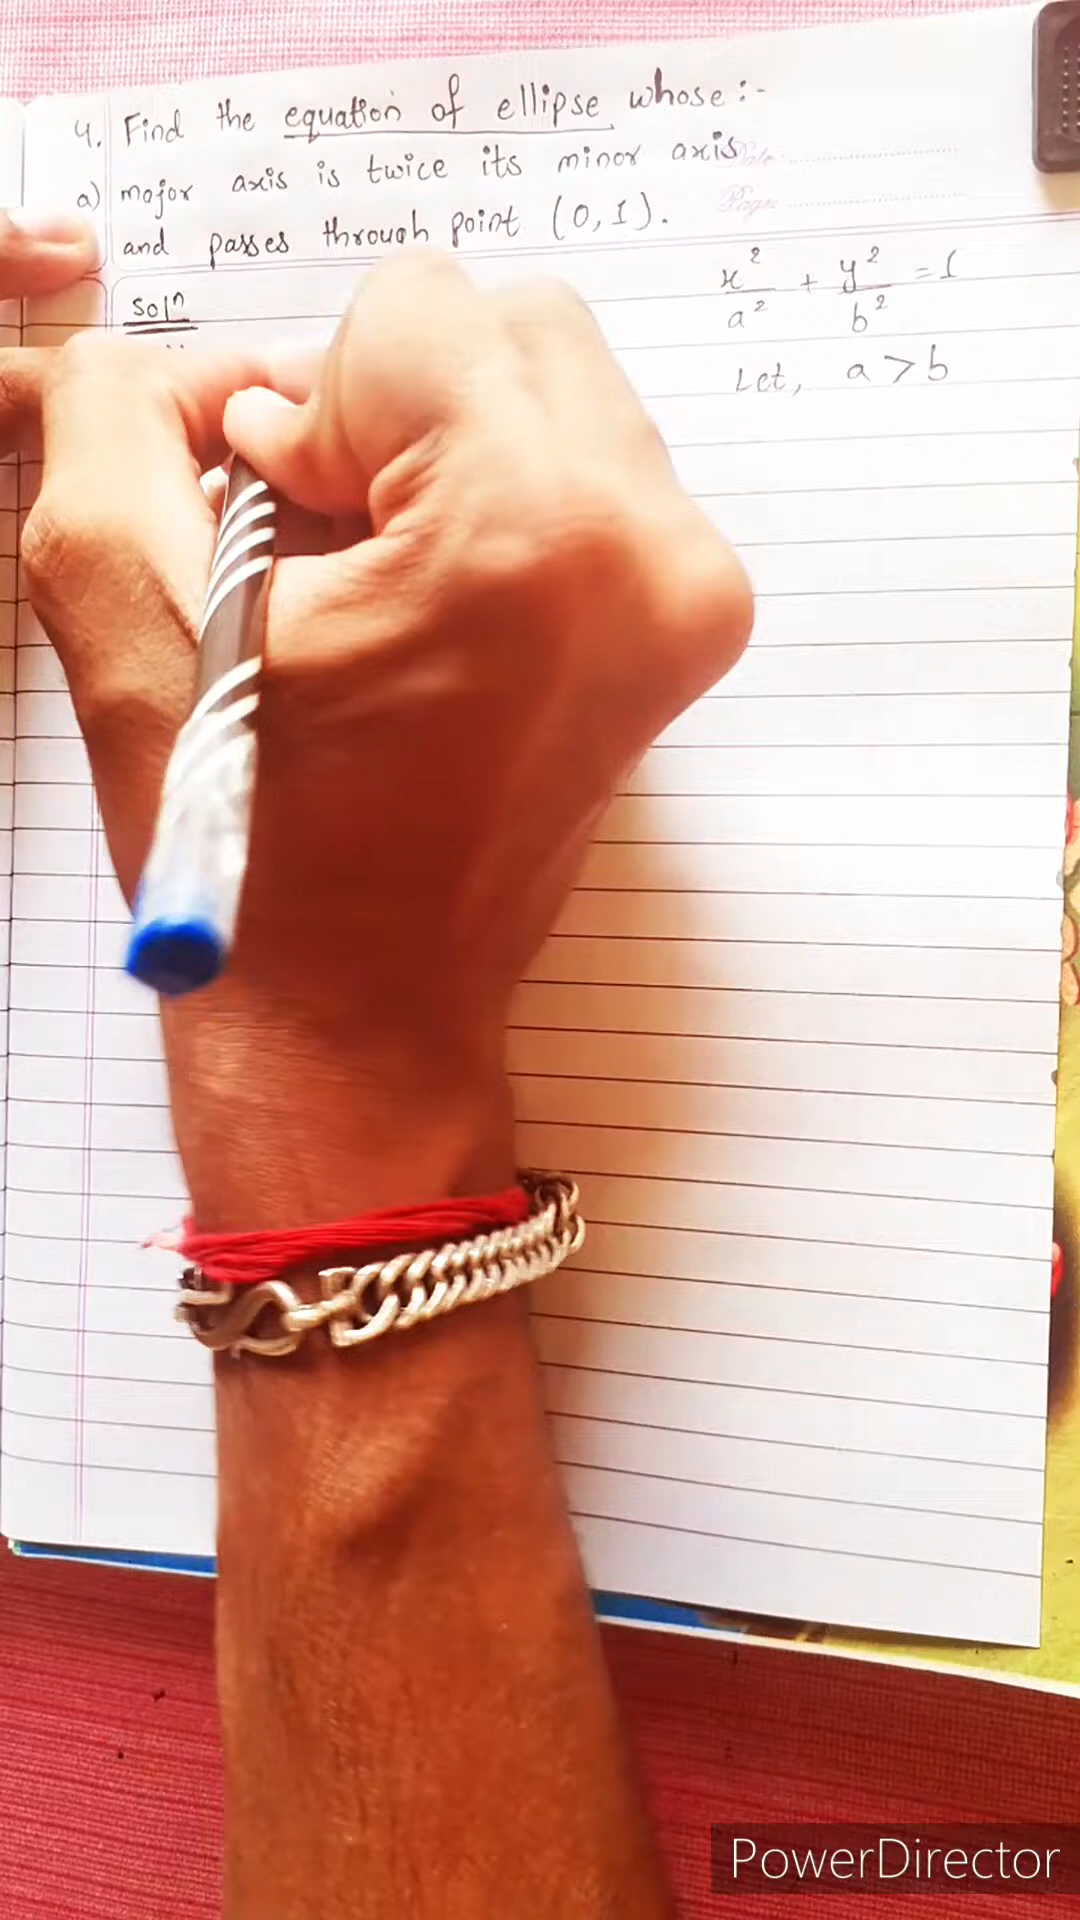 4. Find the equation of ellipse whose:-
a) major axis is twice its minor axis
and passes through point (0,1).
Solⁿ
x²/a² + y²/b² = 1
Let, a > b
Page
PowerDirector